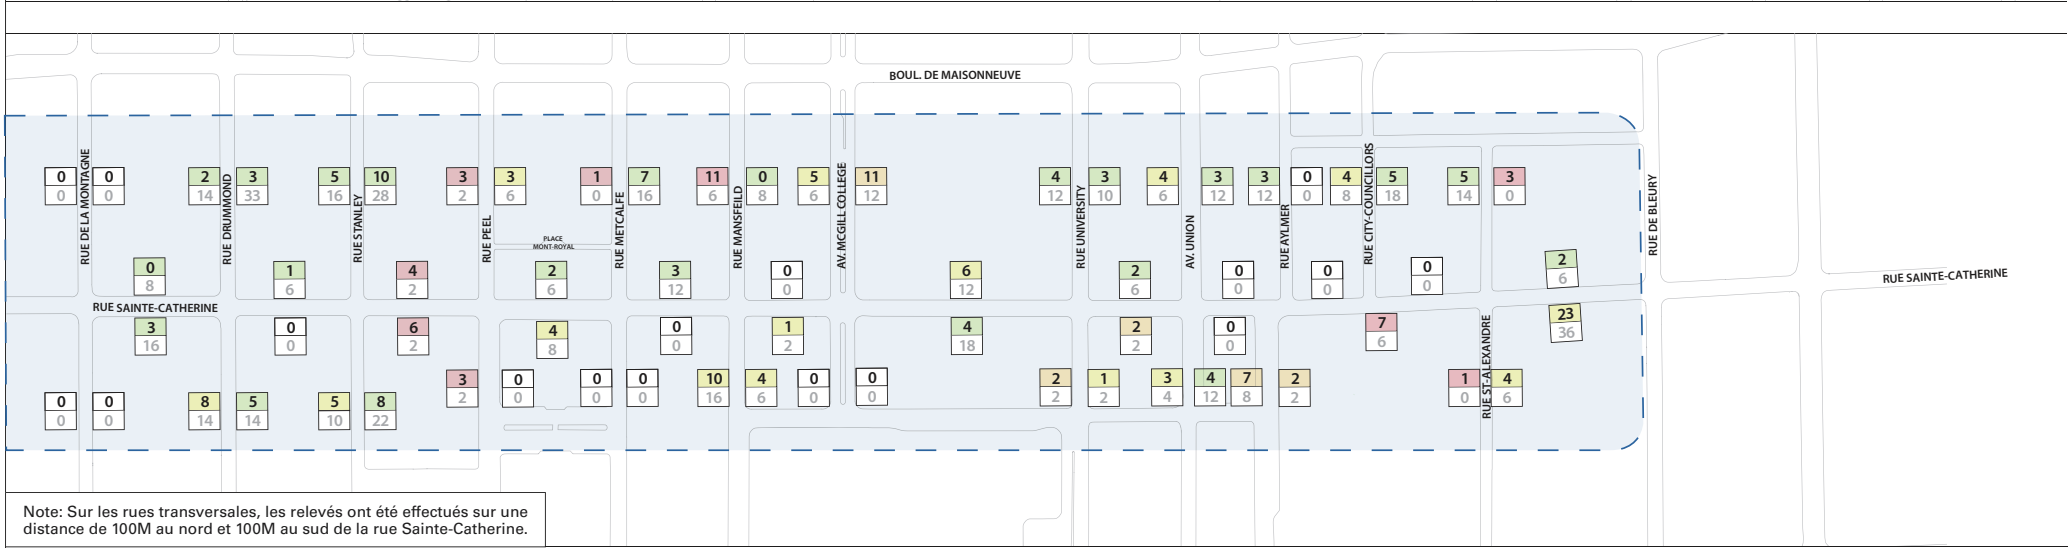 BOUL. DE MAISONNEUVE
0 0 2 3 5 10 3 3 1 7 11 0 5 11 4 3 4 3 3 0 4 5 5 3
0 0 14 33 16 28 2 6 0 16 6 8 6 12 12 10 6 12 12 0 8 18 14 0
RUE DE LA MONTAGNE
RUE DRUMMOND
RUE STANLEY
RUE PEEL
RUE METCALFE
RUE MANSFEILD
AV. MCGILL COLLEGE
RUE UNIVERSITY
AV. UNION
RUE AYLMER
RUE CITY-COUNCILLORS
RUE DE BLEURY
PLACE
MONT-ROYAL
0 1 4 2 3 0 6 2 0 0 0 2
8 6 2 6 12 0 12 6 0 0 0 6
RUE SAINTE-CATHERINE
RUE SAINTE-CATHERINE
3 0 6 4 0 1 4 2 0 7 23
16 0 2 8 0 2 18 2 0 6 36
RUE ST-ALEXANDRE
0 0 8 5 5 8 3 0 0 0 10 4 0 0 2 1 3 4 7 2 1 4
0 0 14 14 10 22 2 0 0 0 16 6 0 0 2 2 4 12 8 2 0 6
Note: Sur les rues transversales, les relevés ont été effectués sur une
distance de 100M au nord et 100M au sud de la rue Sainte-Catherine.